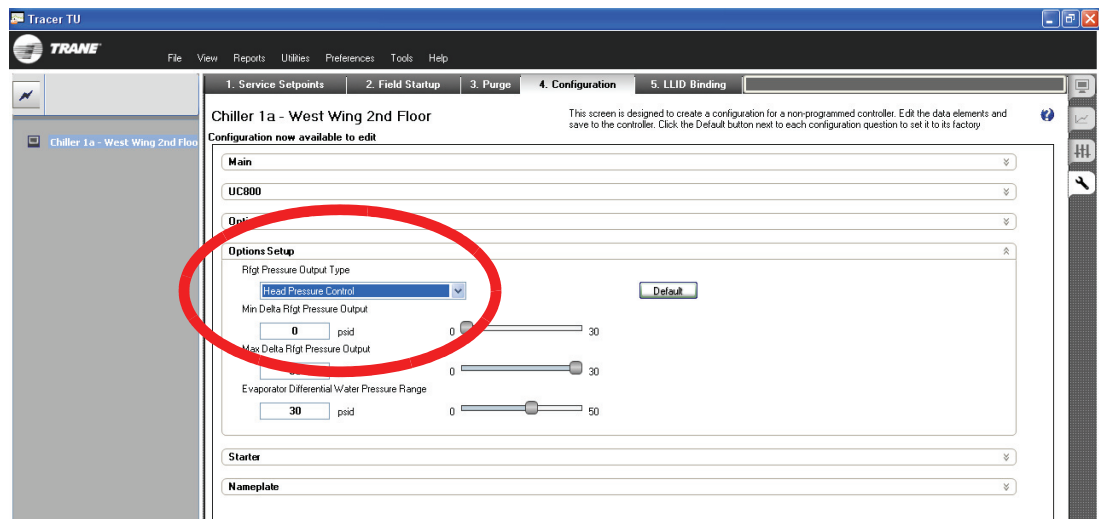 Tracer TU
TRANE
File View Reports Utilities Preferences Tools Help
1. Service Setpoints 2. Field Startup 3. Purge 4. Configuration 5. LLID Binding
Chiller 1a - West Wing 2nd Floor
This screen is designed to create a configuration for a non-programmed controller. Edit the data elements and
save to the controller. Click the Default button next to each configuration question to set it to its factory
Configuration now available to edit
Chiller 1a - West Wing 2nd Floo
Main
UC800
Options Setup
Rfgt Pressure Output Type
Head Pressure Control
Default
Min Delta Rfgt Pressure Output
0 psid 0 30
Max Delta Rfgt Pressure Output
0 30
Evaporator Differential Water Pressure Range
30 psid 0 50
Starter
Nameplate